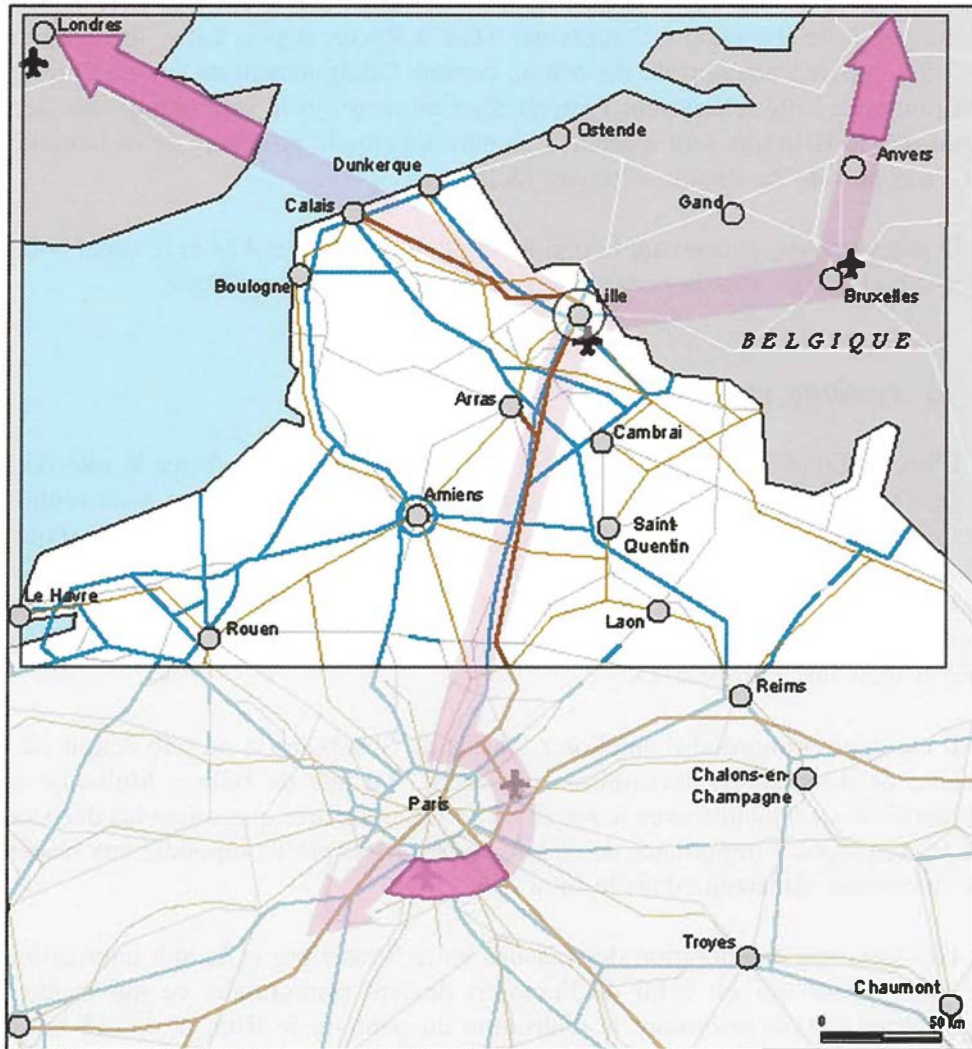 Londres
Ostende
Dunkerque
Anvers
Calais
Gand
Boulogne
Lille
Bruxelles
BELGIQUE
Arras
Cambrai
Amiens
Saint-
Quentin
Le Havre
Rouen
Laon
Reims
Chalons-en-
Champagne
Paris
Troyes
Chaumont
0 50 km